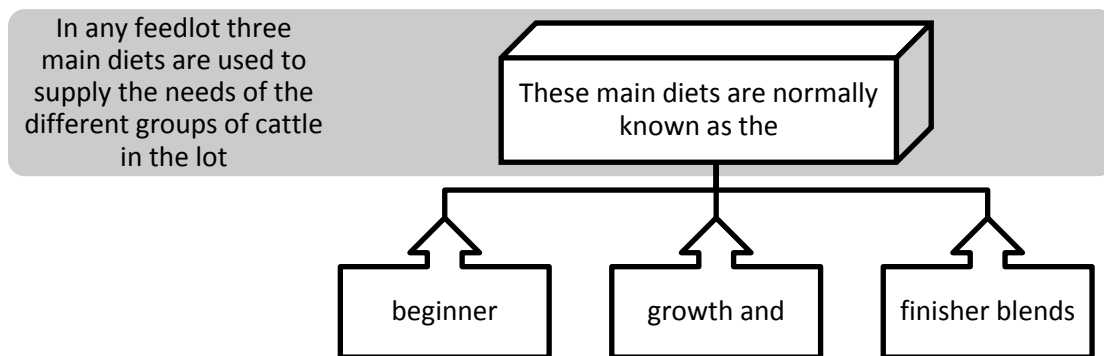 In any feedlot three
main diets are used to
supply the needs of the
different groups of cattle
in the lot
These main diets are normally
known as the
beginner
growth and
finisher blends